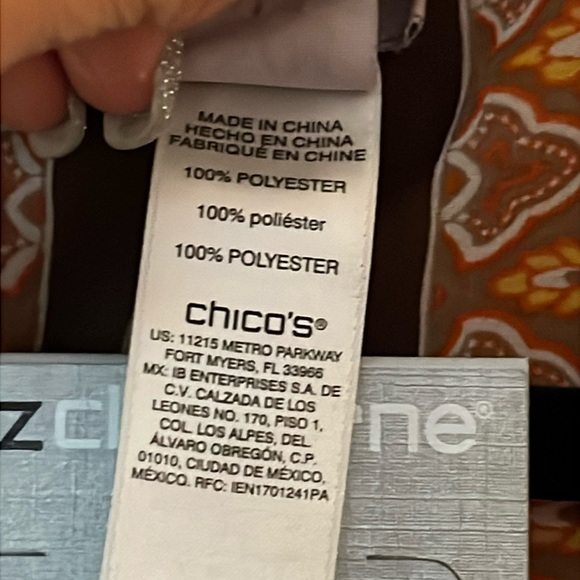 MADE IN CHINA
HECHO EN CHINA
FABRIQUÉ EN CHINE
100% POLYESTER
100% poliéster
100% POLYESTER
chico's®
US: 11215 METRO PARKWAY
FORT MYERS, FL 33966
MX: IB ENTERPRISES S.A. DE
C.V. CALZADA DE LOS
LEONES NO. 170, PISO 1,
COL. LOS ALPES, DEL.
ÁLVARO OBREGÓN, C.P.
01010, CIUDAD DE MÉXICO,
MÉXICO. RFC: IEN1701241PA